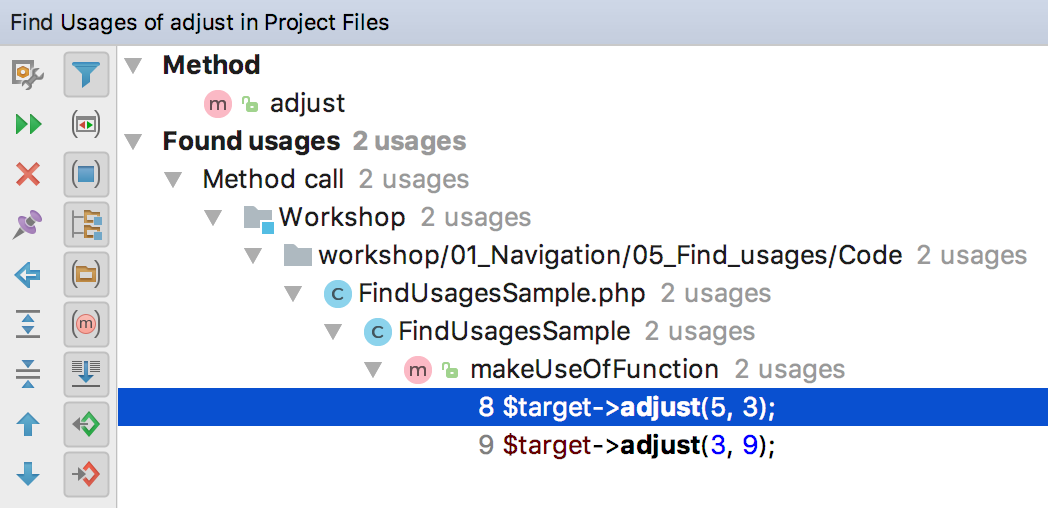 Find Usages of adjust in Project Files
Method
m adjust
Found usages 2 usages
Method call 2 usages
Workshop 2 usages
workshop/01_Navigation/05_Find_usages/Code 2 usages
C FindUsagesSample.php 2 usages
C FindUsagesSample 2 usages
m makeUseOfFunction 2 usages
8 $target->adjust(5, 3);
9 $target->adjust(3, 9);
(m)